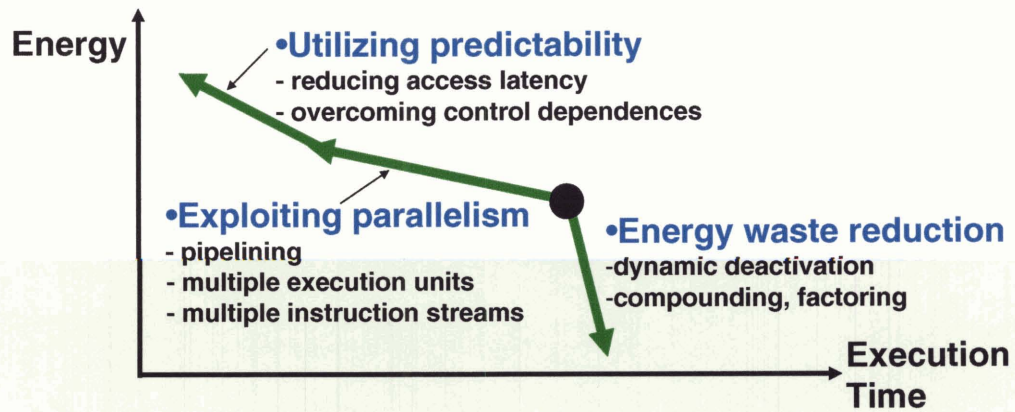 Energy
•Utilizing predictability
- reducing access latency
- overcoming control dependences
•Exploiting parallelism
- pipelining
- multiple execution units
- multiple instruction streams
•Energy waste reduction
-dynamic deactivation
-compounding, factoring
Execution
Time